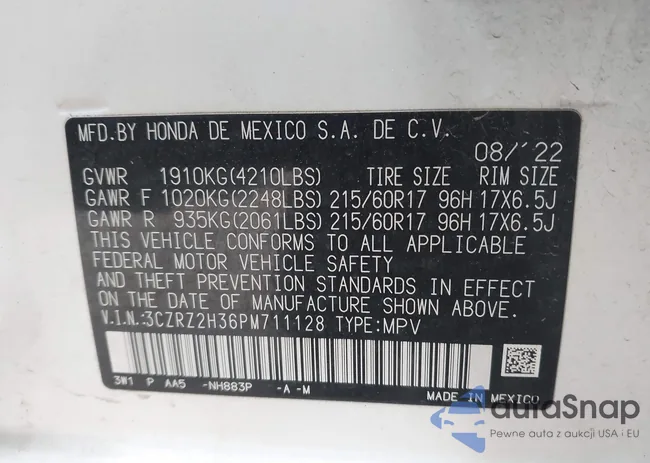 MFD.BY HONDA DE MEXICO S.A. DE C.V.
08/'22
GVWR 1910KG(4210LBS) TIRE SIZE RIM SIZE
GAWR F 1020KG(2248LBS) 215/60R17 96H 17X6.5J
GAWR R 935KG(2061LBS) 215/60R17 96H 17X6.5J
THIS VEHICLE CONFORMS TO ALL APPLICABLE
FEDERAL MOTOR VEHICLE SAFETY
AND THEFT PREVENTION STANDARDS IN EFFECT
ON THE DATE OF MANUFACTURE SHOWN ABOVE.
V.I.N.:3CZRZ2H36PM711128 TYPE:MPV
3W1 P AA5 -NH883P -A -M
MADE IN MEXICO
autaSnap
Pewne auta z aukcji USA i EU